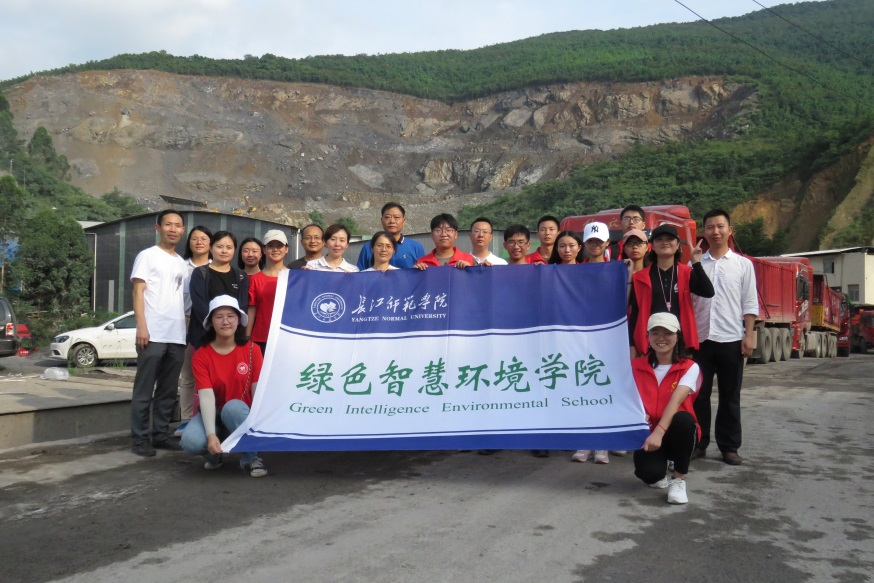 长江师范学院
YANGTZE NORMAL UNIVERSITY
绿色智慧环境学院
Green Intelligence Environmental School